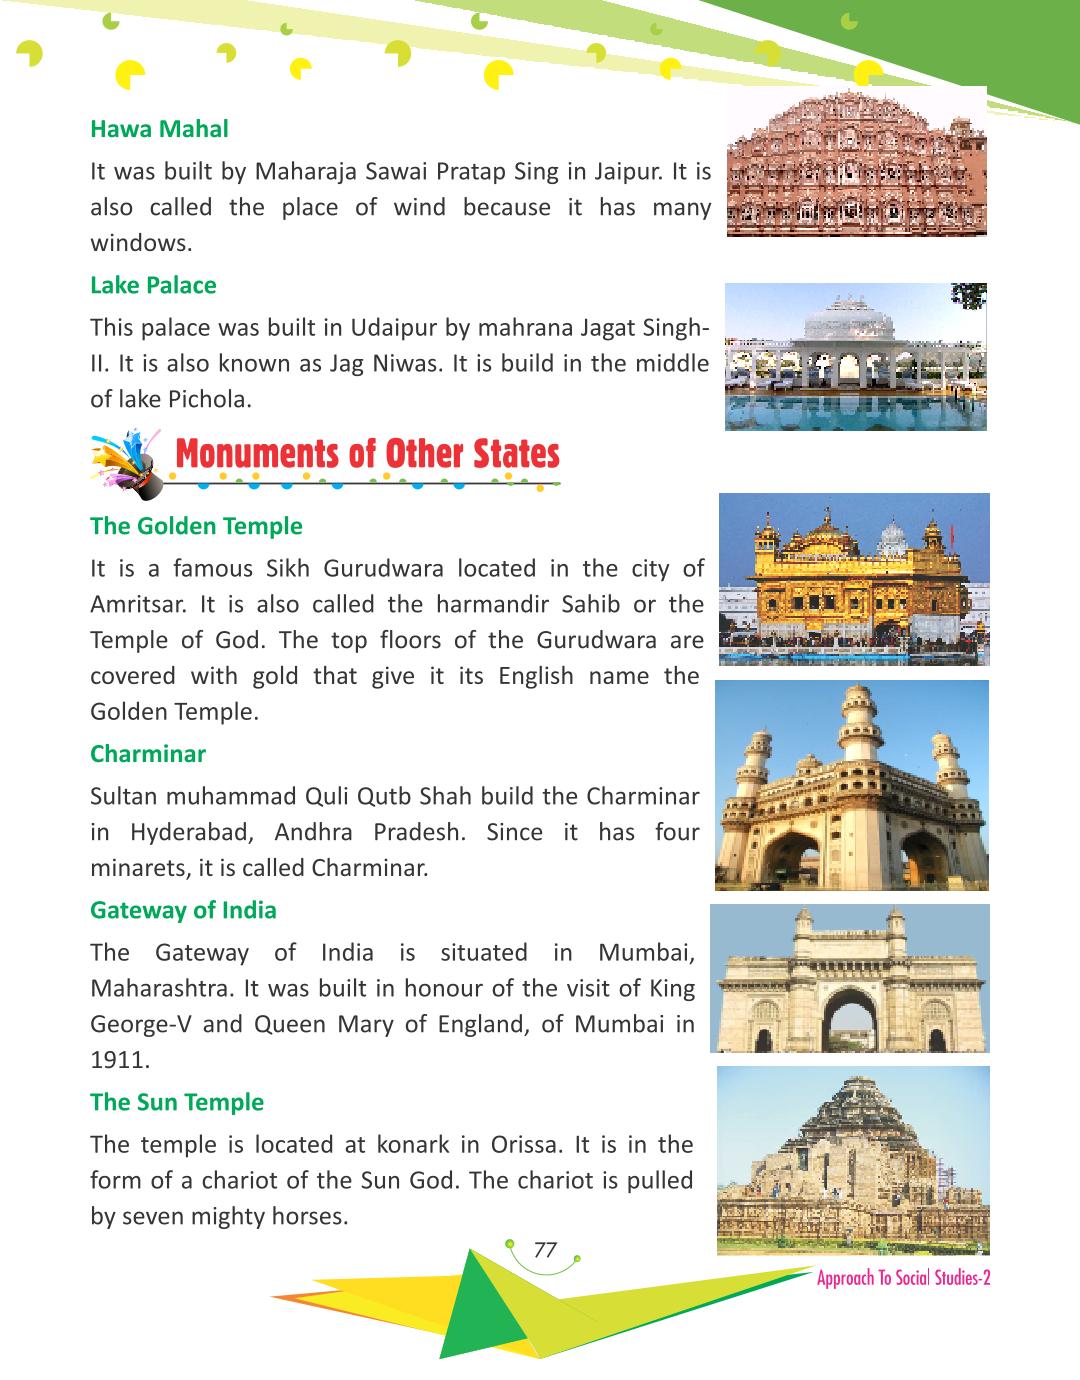 Hawa Mahal
It was built by Maharaja Sawai Pratap Sing in Jaipur. It is
also called the place of wind because it has many
windows.
Lake Palace
This palace was built in Udaipur by mahrana Jagat Singh-
II. It is also known as Jag Niwas. It is build in the middle
of lake Pichola.
Monuments of Other States
The Golden Temple
It is a famous Sikh Gurudwara located in the city of
Amritsar. It is also called the harmandir Sahib or the
Temple of God. The top floors of the Gurudwara are
covered with gold that give it its English name the
Golden Temple.
Charminar
Sultan muhammad Quli Qutb Shah build the Charminar
in Hyderabad, Andhra Pradesh. Since it has four
minarets, it is called Charminar.
Gateway of India
The Gateway of India is situated in Mumbai,
Maharashtra. It was built in honour of the visit of King
George-V and Queen Mary of England, of Mumbai in
1911.
The Sun Temple
The temple is located at konark in Orissa. It is in the
form of a chariot of the Sun God. The chariot is pulled
by seven mighty horses.
77
Approach To Social Studies-2